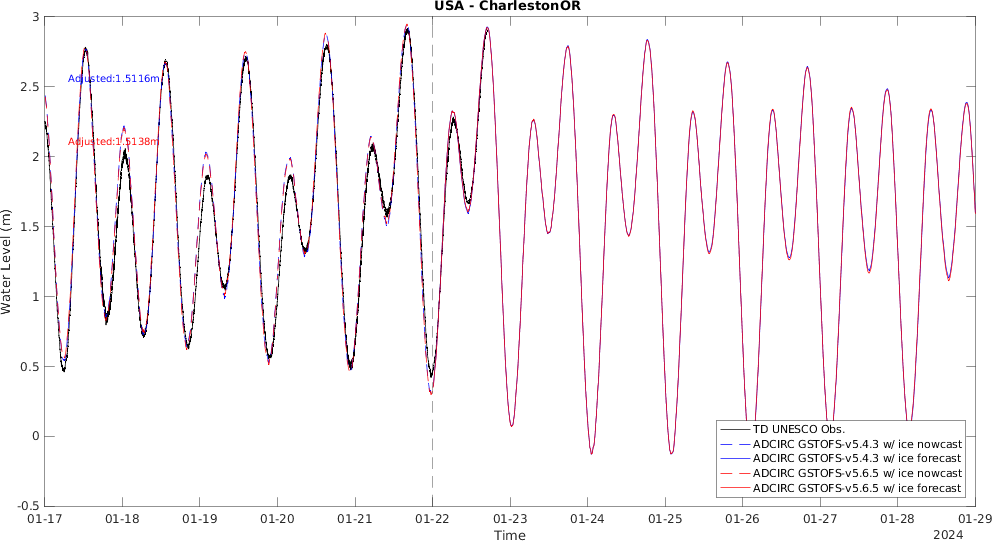 USA - CharlestonOR
3
2.5
2
1.5
1
0.5
0
-0.5
Water Level (m)
Adjusted:1.5116m
Adjusted:1.5138m
TD UNESCO Obs.
ADCIRC GSTOFS-v5.4.3 w/ ice nowcast
ADCIRC GSTOFS-v5.4.3 w/ ice forecast
ADCIRC GSTOFS-v5.6.5 w/ ice nowcast
ADCIRC GSTOFS-v5.6.5 w/ ice forecast
01-17 01-18 01-19 01-20 01-21 01-22 01-23 01-24 01-25 01-26 01-27 01-28 01-29
Time
2024